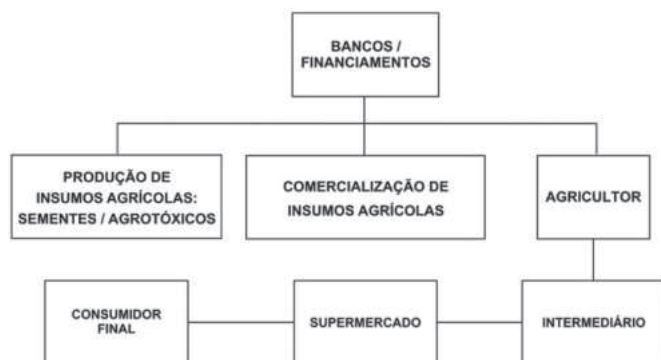 BANCOS /
FINANCIAMENTOS
PRODUÇÃO DE
INSUMOS AGRÍCOLAS:
SEMENTES / AGROTÓXICOS
COMERCIALIZAÇÃO DE
INSUMOS AGRÍCOLAS
AGRICULTOR
CONSUMIDOR
FINAL
SUPERMERCADO
INTERMEDIÁRIO